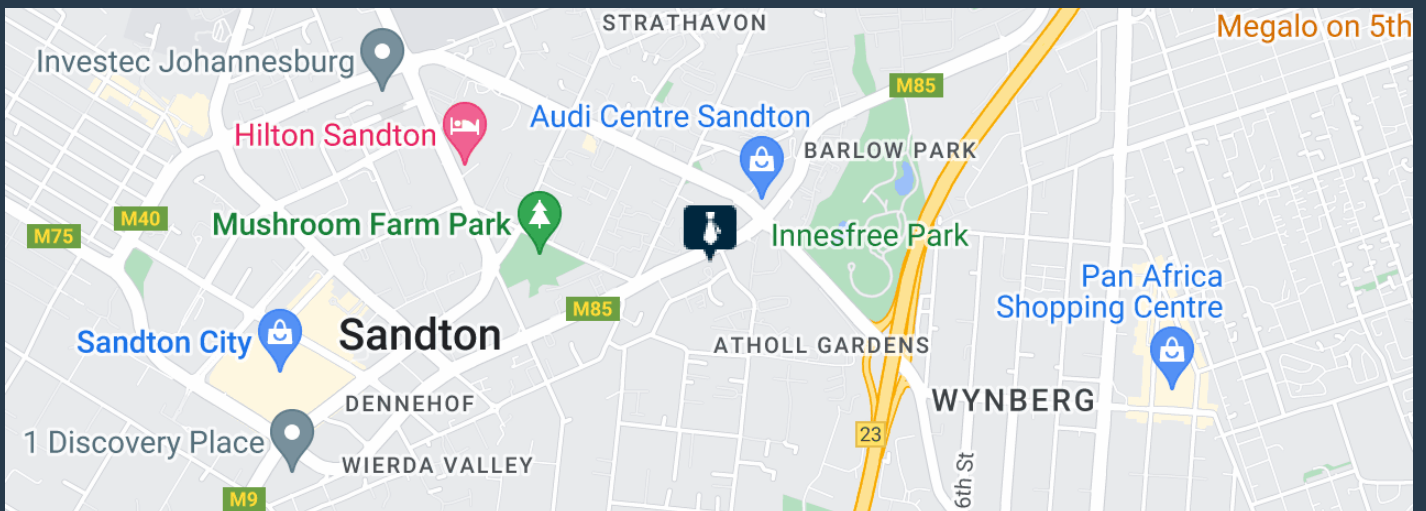 STRATHAVON
Megalo on 5th
Investec Johannesburg
M85
Audi Centre Sandton
Hilton Sandton
BARLOW PARK
M40
Mushroom Farm Park
M75
Innesfree Park
Pan Africa
Shopping Centre
M85
Sandton
Sandton City
ATHOLL GARDENS
DENNEHOF
WYNBERG
23
1 Discovery Place
WIERDA VALLEY
6th St
M9